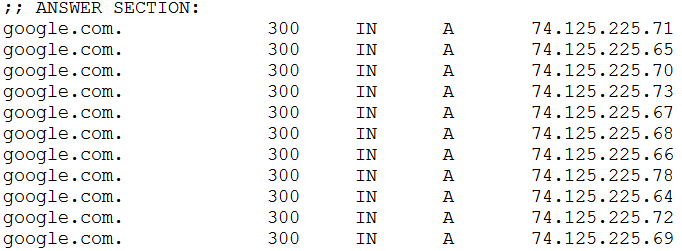 ;; ANSWER SECTION:
google.com. 300 IN A 74.125.225.71
google.com. 300 IN A 74.125.225.65
google.com. 300 IN A 74.125.225.70
google.com. 300 IN A 74.125.225.73
google.com. 300 IN A 74.125.225.67
google.com. 300 IN A 74.125.225.68
google.com. 300 IN A 74.125.225.66
google.com. 300 IN A 74.125.225.78
google.com. 300 IN A 74.125.225.64
google.com. 300 IN A 74.125.225.72
google.com. 300 IN A 74.125.225.69